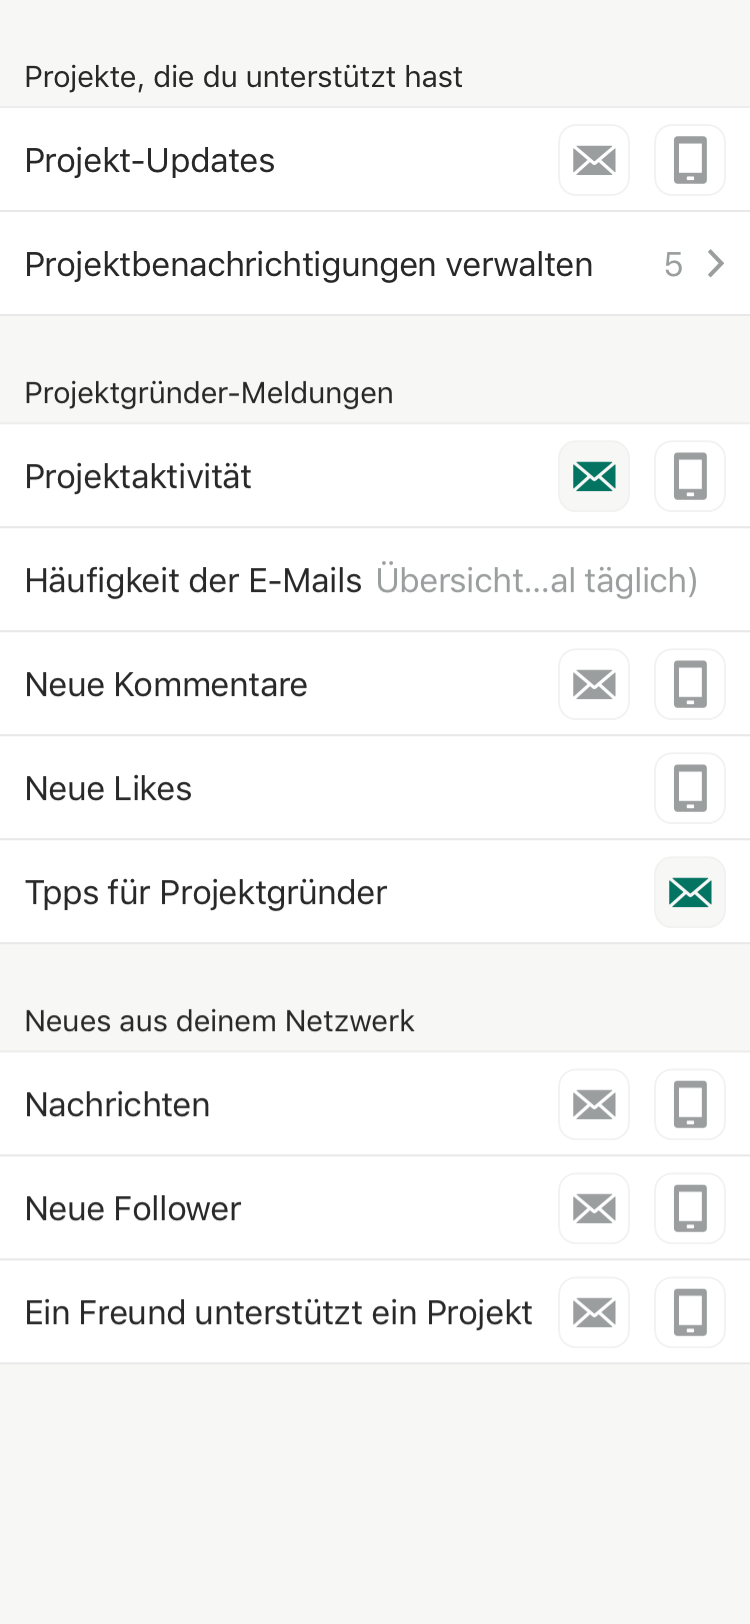 Projekte, die du unterstützt hast
Projekt-Updates
Projektbenachrichtigungen verwalten 5
Projektgründer-Meldungen
Projektaktivität
Häufigkeit der E-Mails Übersicht...al täglich)
Neue Kommentare
Neue Likes
Tpps für Projektgründer
Neues aus deinem Netzwerk
Nachrichten
Neue Follower
Ein Freund unterstützt ein Projekt